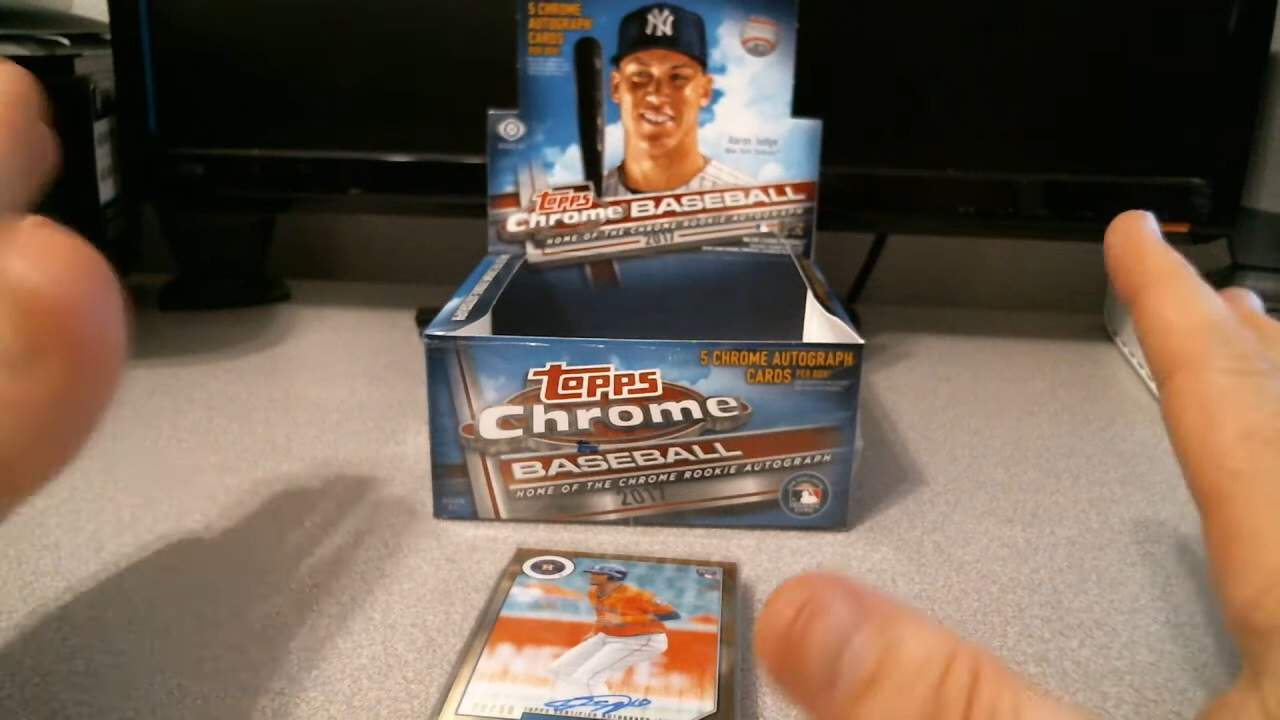 5 CHROME
AUTOGRAPH
CARDS
PER BOX!
NY
Aaron Judge
New York Yankees
TOPPS
Chrome BASEBALL
HOME OF THE CHROME ROOKIE AUTOGRAPH
2017
5 CHROME AUTOGRAPH
CARDS PER BOX!
TOPPS
Chrome
BASEBALL
HOME OF THE CHROME ROOKIE AUTOGRAPH
2017
H
TOPPS CERTIFIED AUTOGRAPH